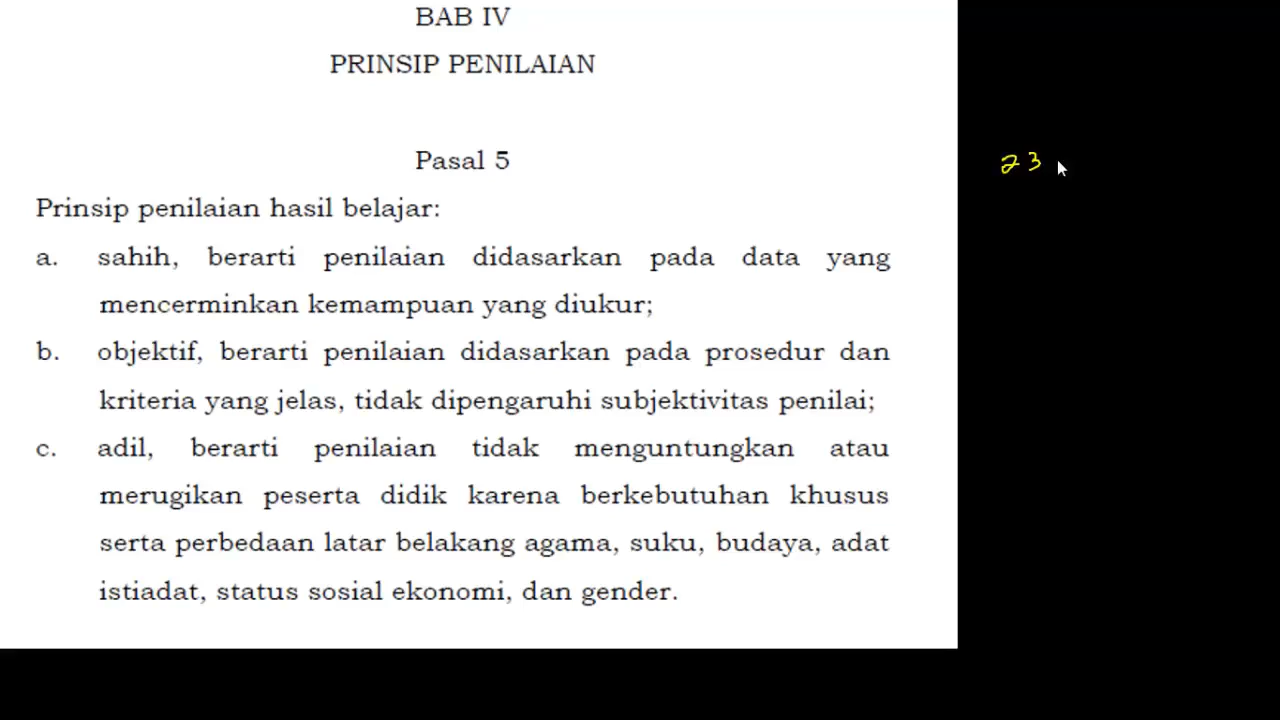 BAB IV
PRINSIP PENILAIAN
Pasal 5
23
Prinsip penilaian hasil belajar:
a. sahih, berarti penilaian didasarkan pada data yang
mencerminkan kemampuan yang diukur;
b. objektif, berarti penilaian didasarkan pada prosedur dan
kriteria yang jelas, tidak dipengaruhi subjektivitas penilai;
c. adil, berarti penilaian tidak menguntungkan atau
merugikan peserta didik karena berkebutuhan khusus
serta perbedaan latar belakang agama, suku, budaya, adat
istiadat, status sosial ekonomi, dan gender.